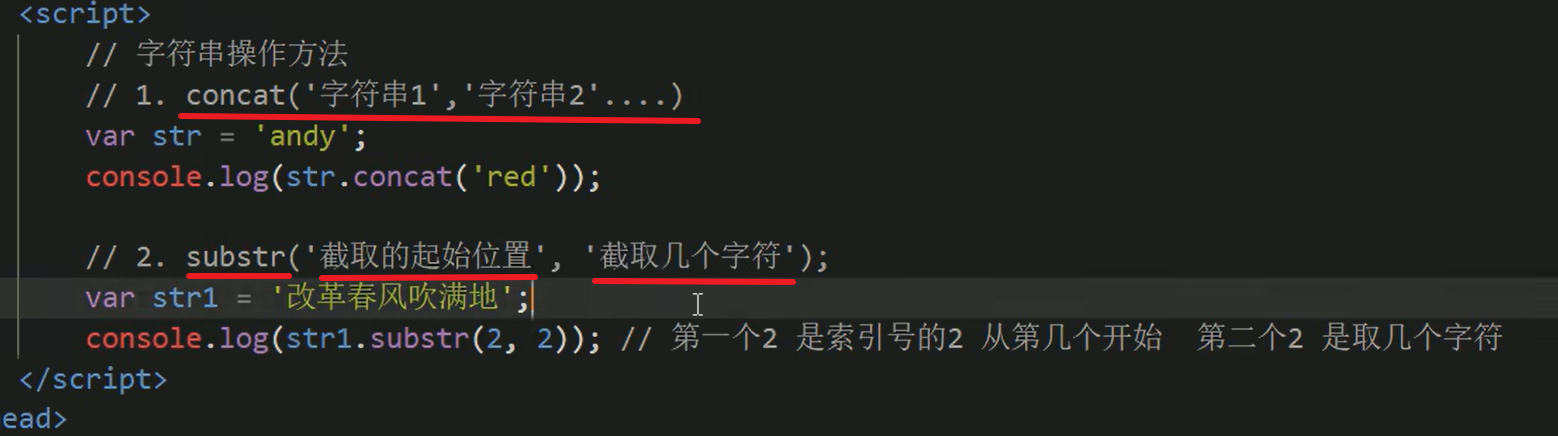 <script>
// 字符串操作方法
// 1. concat('字符串1','字符串2'....)
var str = 'andy';
console.log(str.concat('red'));
// 2. substr('截取的起始位置', '截取几个字符');
var str1 = '改革春风吹满地';
console.log(str1.substr(2, 2)); // 第一个2 是索引号的2 从第几个开始  第二个2 是取几个字符
</script>
ead>